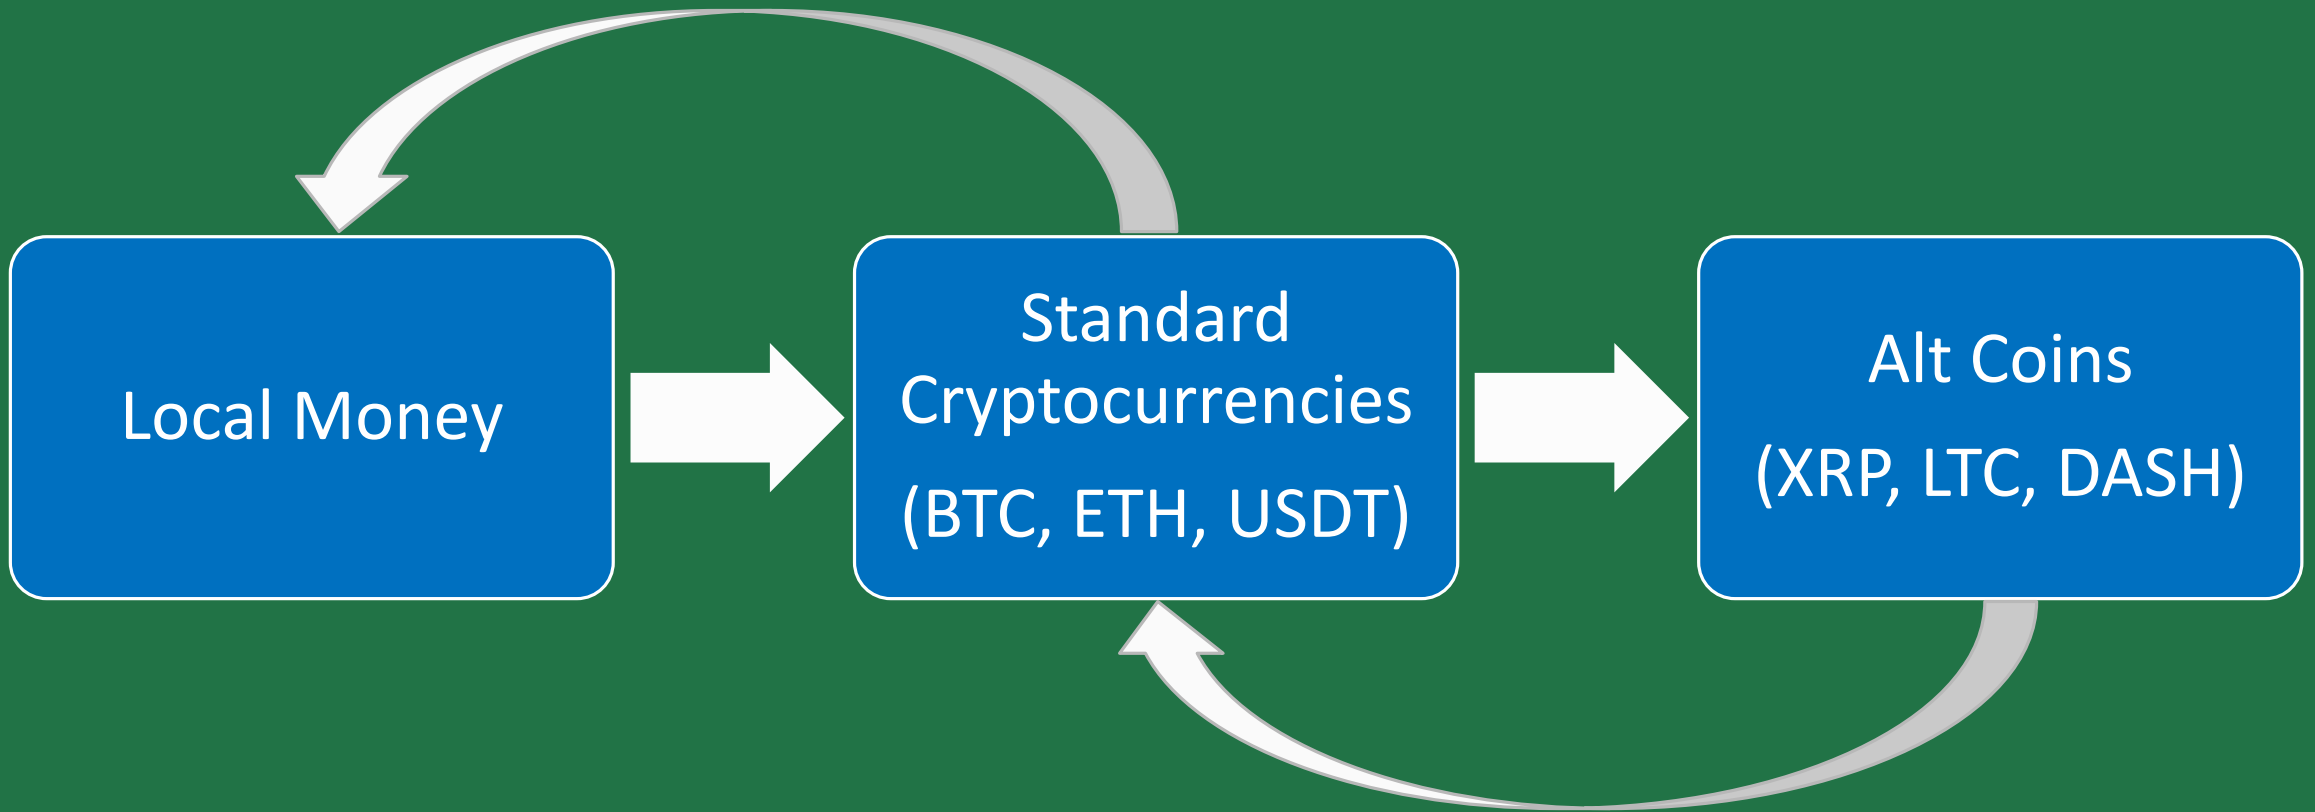 Local Money
Standard
Cryptocurrencies
(BTC, ETH, USDT)
Alt Coins
(XRP, LTC, DASH)